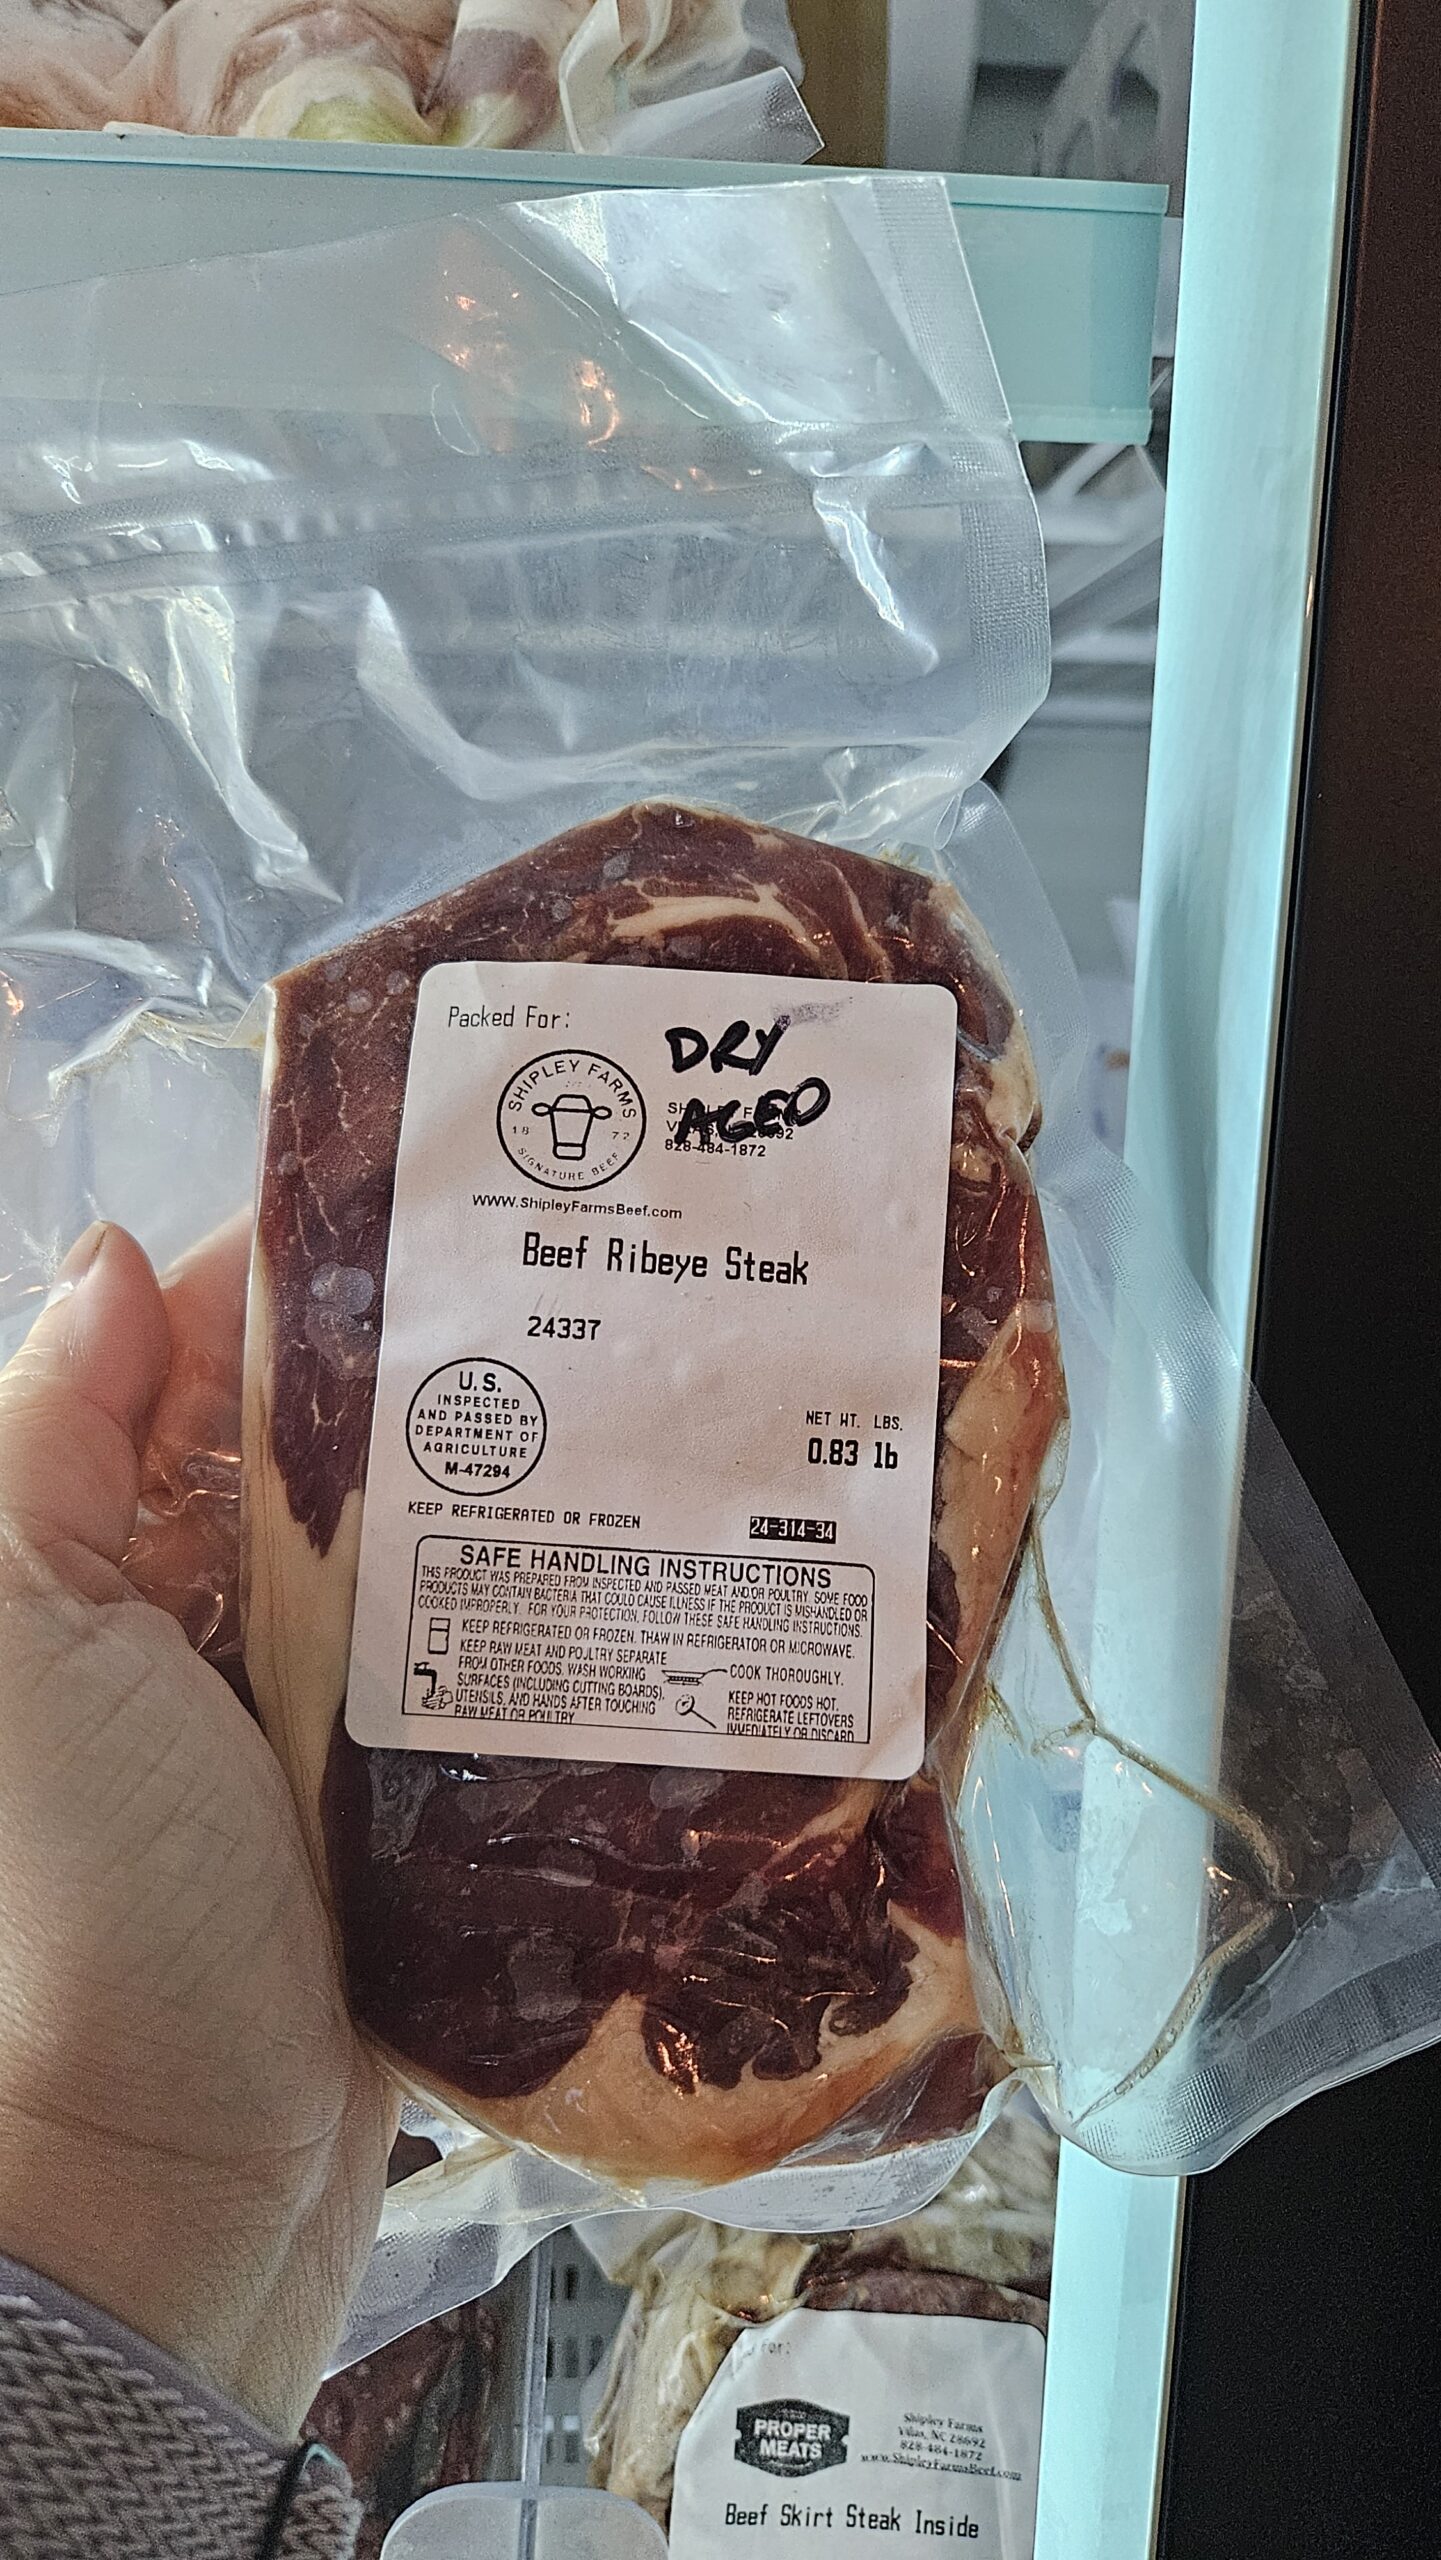 Packed For:
DRY
AGED
SHIPLEY FARMS
18 72
SIGNATURE BEEF
828-484-1872
WWW.ShipleyFarmsBeef.com
Beef Ribeye Steak
24337
U.S.
INSPECTED
AND PASSED BY
DEPARTMENT OF
AGRICULTURE
M-47294
NET WT. LBS.
0.83 lb
KEEP REFRIGERATED OR FROZEN
24-314-34
SAFE HANDLING INSTRUCTIONS
THIS PRODUCT WAS PREPARED FROM INSPECTED AND PASSED MEAT AND/OR POULTRY. SOME FOOD
PRODUCTS MAY CONTAIN BACTERIA THAT COULD CAUSE ILLNESS IF THE PRODUCT IS MISHANDLED OR
COOKED IMPROPERLY. FOR YOUR PROTECTION, FOLLOW THESE SAFE HANDLING INSTRUCTIONS.
KEEP REFRIGERATED OR FROZEN. THAW IN REFRIGERATOR OR MICROWAVE.
KEEP RAW MEAT AND POULTRY SEPARATE
FROM OTHER FOODS. WASH WORKING
SURFACES (INCLUDING CUTTING BOARDS),
UTENSILS, AND HANDS AFTER TOUCHING
RAW MEAT OR POULTRY
COOK THOROUGHLY.
KEEP HOT FOODS HOT.
REFRIGERATE LEFTOVERS
IMMEDIATELY OR DISCARD
For:
PROPER
MEATS
Shipley Farms
Vilas, NC 28692
828-484-1872
www.ShipleyFarmsBeef.com
Beef Skirt Steak Inside